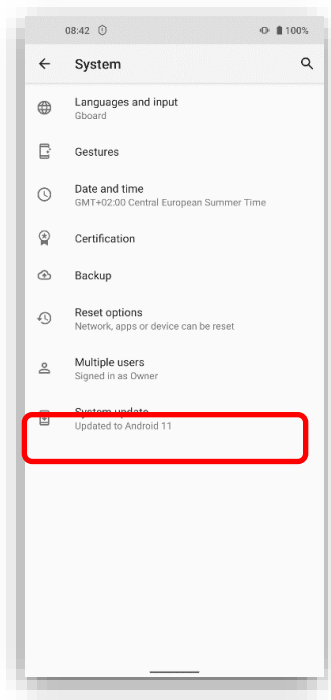 08:42 100%
System
Languages and input
Gboard
Gestures
Date and time
GMT+02:00 Central European Summer Time
Certification
Backup
Reset options
Network, apps or device can be reset
Multiple users
Signed in as Owner
System update
Updated to Android 11